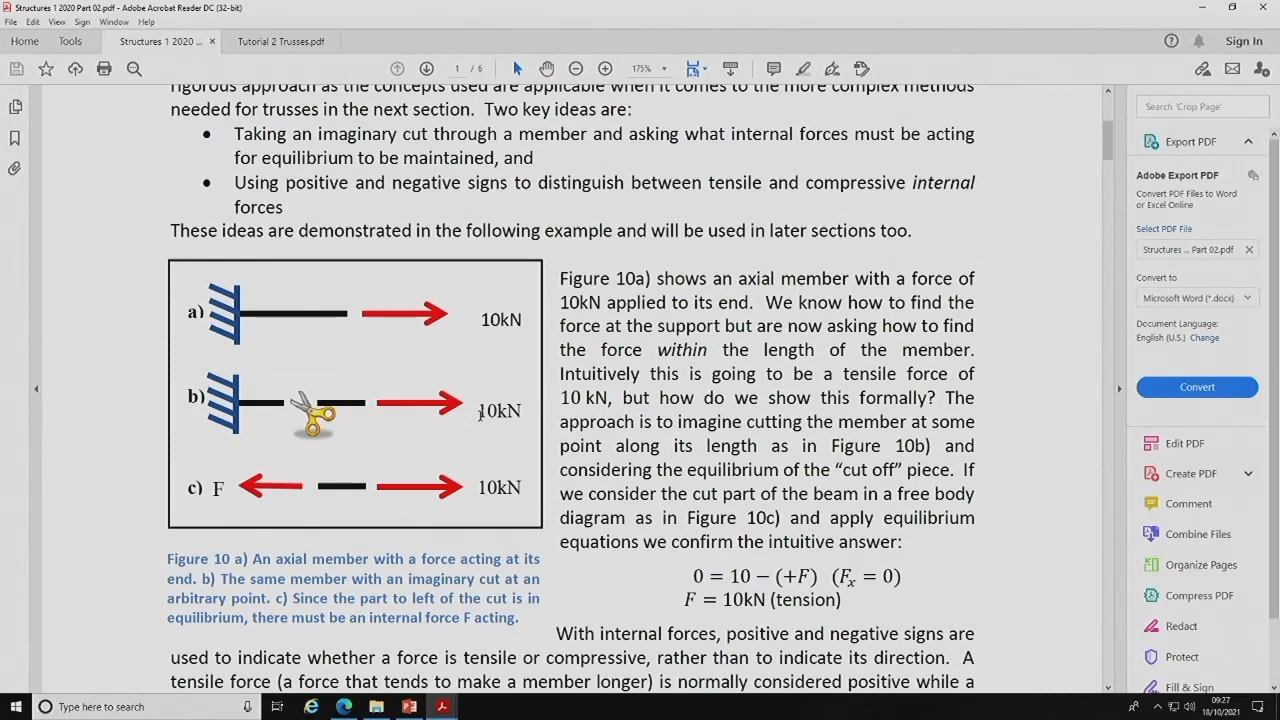 Structures 1 2020 Part 02.pdf - Adobe Acrobat Reader DC (32-bit)
File Edit View Sign Window Help
Home Tools Structures 1 2020 ... × Tutorial 2 Trusses.pdf Sign In
1 / 6 175%
rigorous approach as the concepts used are applicable when it comes to the more complex methods
needed for trusses in the next section. Two key ideas are:
• Taking an imaginary cut through a member and asking what internal forces must be acting
for equilibrium to be maintained, and
• Using positive and negative signs to distinguish between tensile and compressive internal
forces
These ideas are demonstrated in the following example and will be used in later sections too.
a) 10kN
b) 10kN
c) F 10kN
Figure 10 a) An axial member with a force acting at its
end. b) The same member with an imaginary cut at an
arbitrary point. c) Since the part to left of the cut is in
equilibrium, there must be an internal force F acting.
Figure 10a) shows an axial member with a force of
10kN applied to its end. We know how to find the
force at the support but are now asking how to find
the force within the length of the member.
Intuitively this is going to be a tensile force of
10 kN, but how do we show this formally? The
approach is to imagine cutting the member at some
point along its length as in Figure 10b) and
considering the equilibrium of the “cut off” piece. If
we consider the cut part of the beam in a free body
diagram as in Figure 10c) and apply equilibrium
equations we confirm the intuitive answer:
0 = 10 − (+F) (Fₓ = 0)
F = 10kN (tension)
With internal forces, positive and negative signs are
used to indicate whether a force is tensile or compressive, rather than to indicate its direction. A
tensile force (a force that tends to make a member longer) is normally considered positive while a
Search 'Crop Page'
Export PDF
Adobe Export PDF
Convert PDF Files to Word
or Excel Online
Select PDF File
Structures ... Part 02.pdf ×
Convert to
Microsoft Word (*.docx)
Document Language:
English (U.S.) Change
Convert
Edit PDF
Create PDF
Comment
Combine Files
Organize Pages
Compress PDF
Redact
Protect
Fill & Sign
Type here to search
09:27
18/10/2021